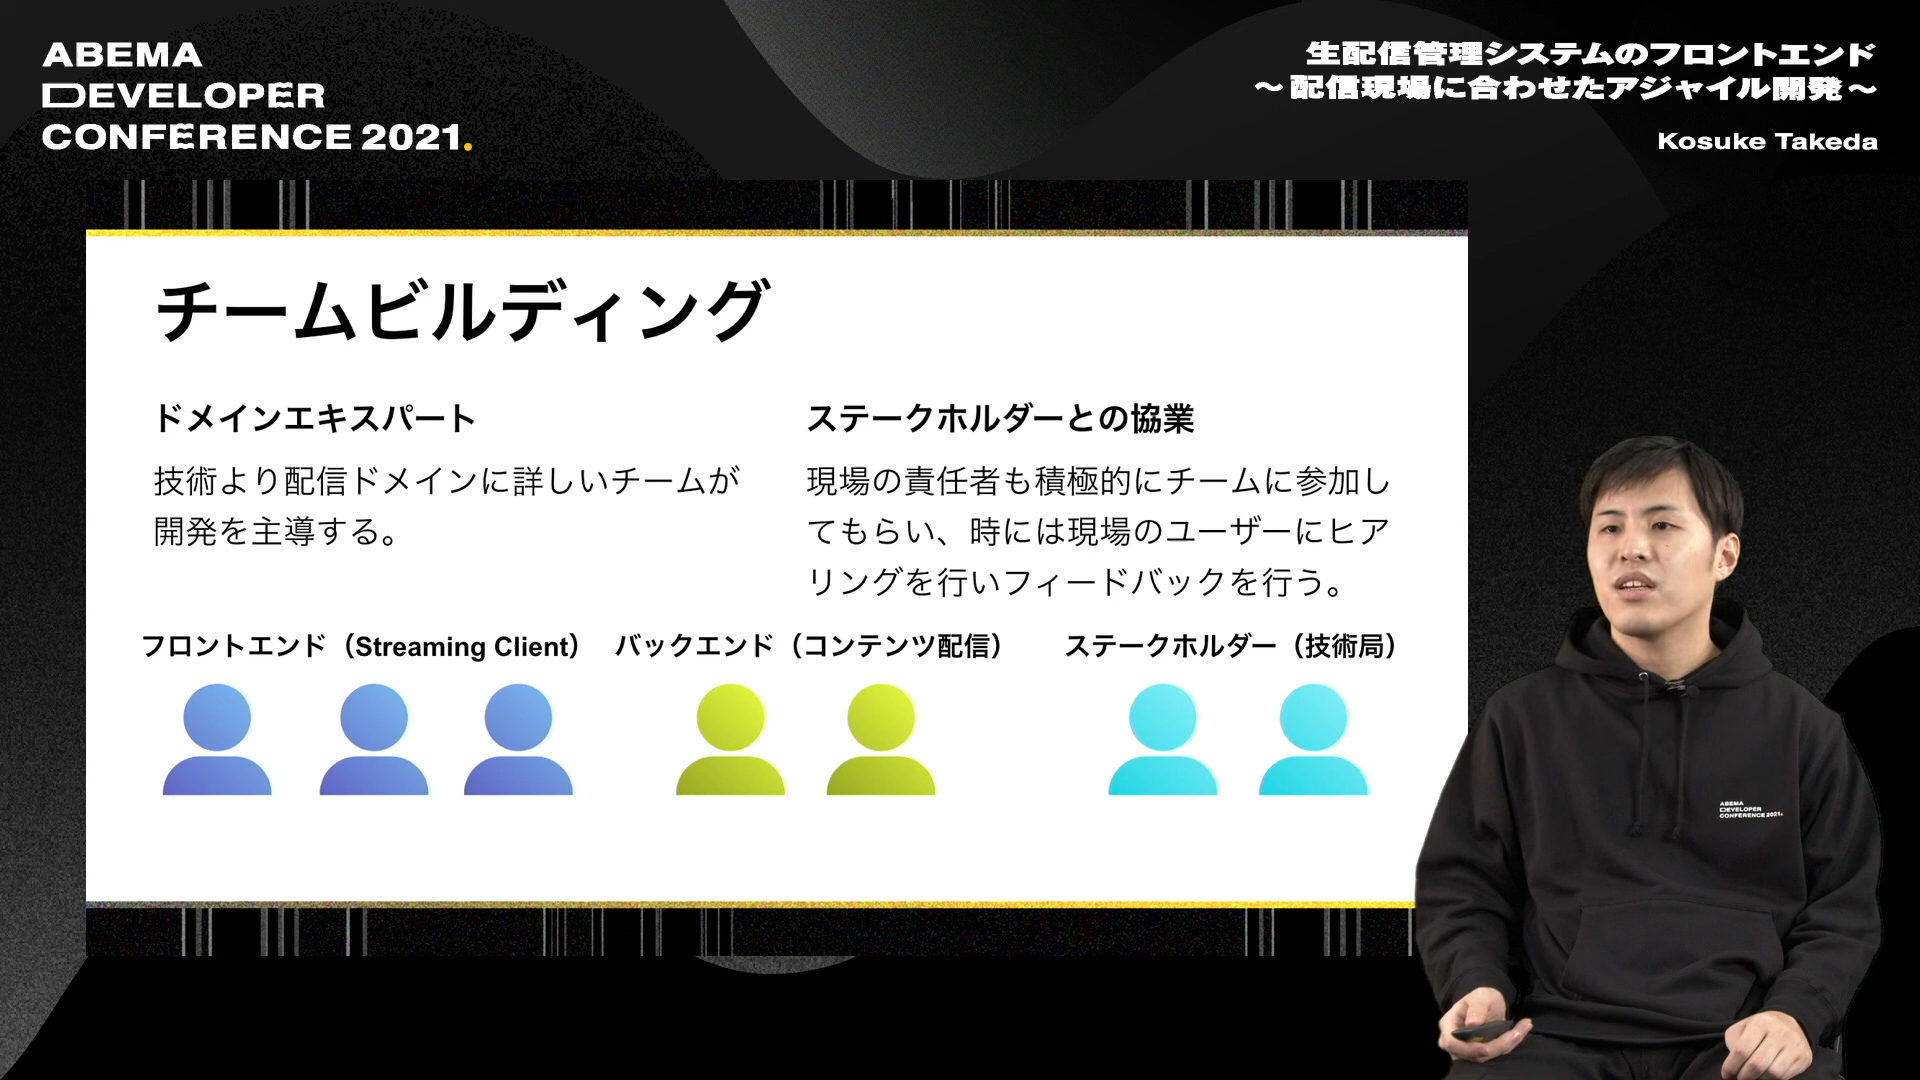 ABEMA
DEVELOPER
CONFERENCE 2021.
生配信管理システムのフロントエンド
～配信現場に合わせたアジャイル開発～
Kosuke Takeda
チームビルディング
ドメインエキスパート
技術より配信ドメインに詳しいチームが
開発を主導する。
ステークホルダーとの協業
現場の責任者も積極的にチームに参加し
てもらい、時には現場のユーザーにヒア
リングを行いフィードバックを行う。
フロントエンド（Streaming Client）
バックエンド（コンテンツ配信）
ステークホルダー（技術局）
ABEMA
DEVELOPER
CONFERENCE 2021.